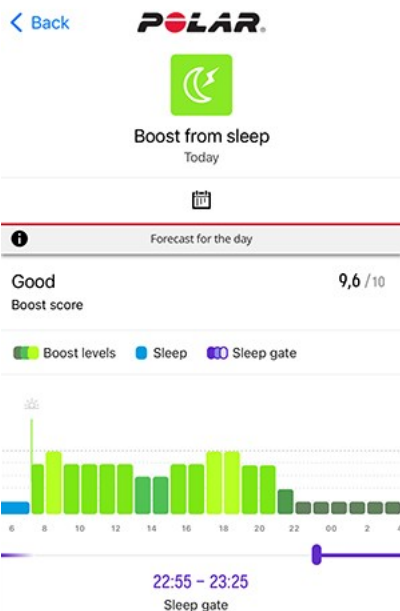 Back
POLAR.
Boost from sleep
Today
Forecast for the day
Good 9,6 /10
Boost score
Boost levels Sleep Sleep gate
6 8 10 12 14 16 18 20 22 00 2 4
22:55 – 23:25
Sleep gate